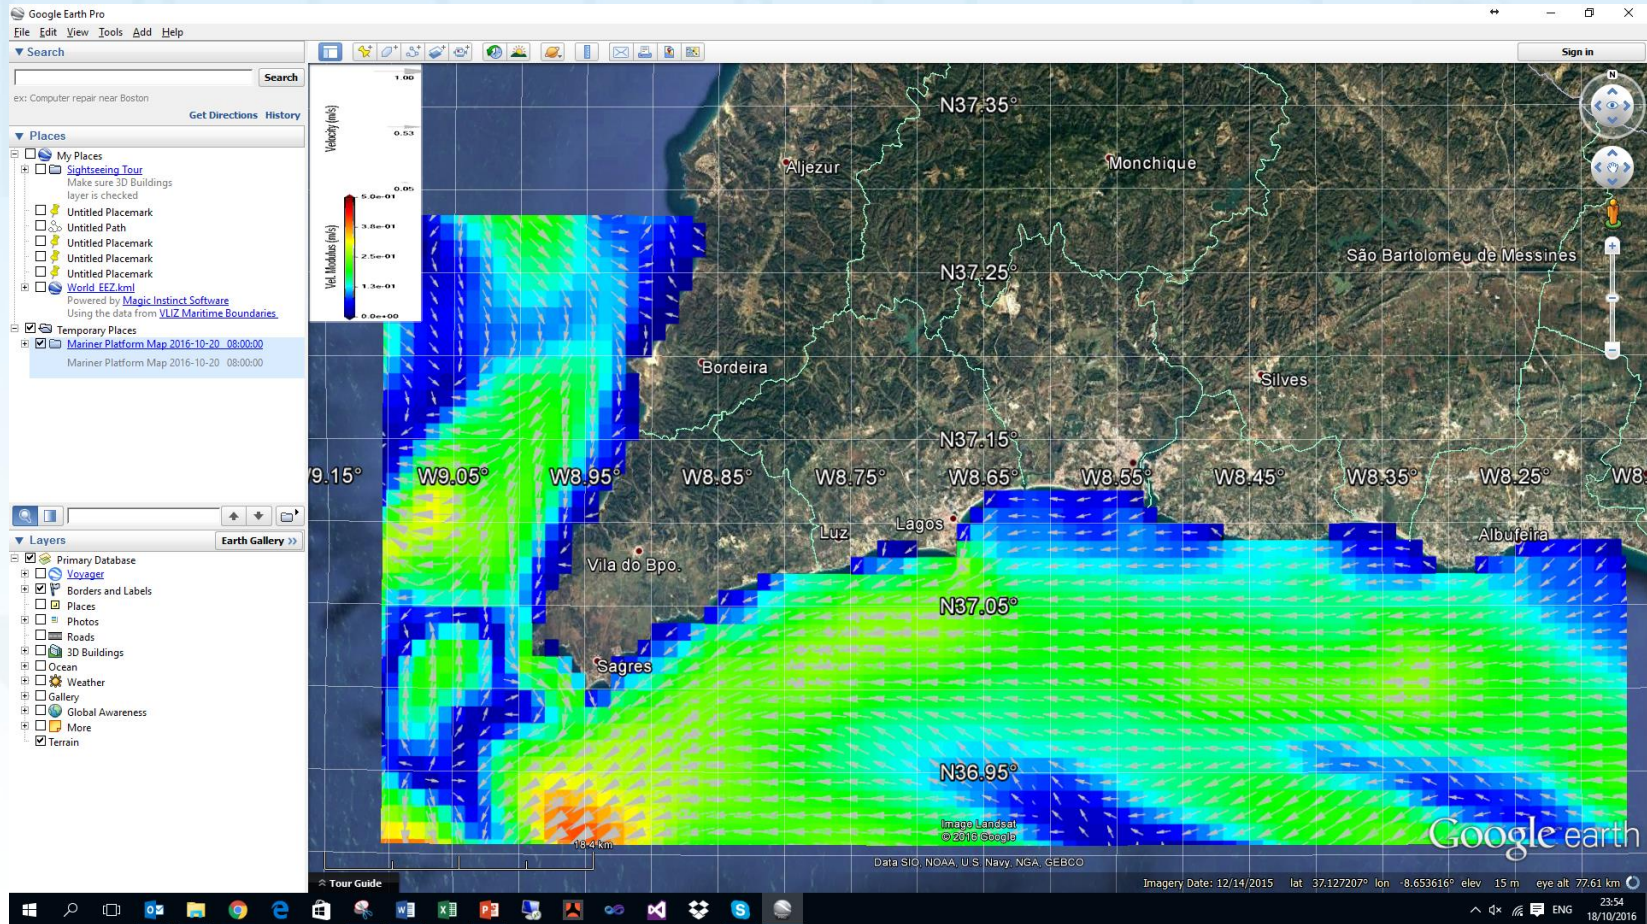 Google Earth Pro
File Edit View Tools Add Help
Search
Search
ex: Computer repair near Boston
Get Directions History
Places
My Places
Sightseeing Tour
Make sure 3D Buildings
layer is checked
Untitled Placemark
Untitled Path
Untitled Placemark
Untitled Placemark
Untitled Placemark
World_EEZ.kml
Powered by Magic Instinct Software
Using the data from VLIZ Maritime Boundaries
Temporary Places
Mariner Platform Map 2016-10-20 08:00:00
Mariner Platform Map 2016-10-20 08:00:00
Layers
Earth Gallery »
Primary Database
Voyager
Borders and Labels
Places
Photos
Roads
3D Buildings
Ocean
Weather
Gallery
Global Awareness
More
Terrain
Sign in
Velocity (m/s)
1.00
0.53
0.05
Vel. Modulus (m/s)
5.0e-01
3.8e-01
2.5e-01
1.3e-01
0.0e+00
N
N37.35°
Aljezur
Monchique
São Bartolomeu de Messines
N37.25°
Bordeira
Silves
N37.15°
W9.05° W8.95° W8.85° W8.75° W8.65° W8.55° W8.45° W8.35° W8.25°
Lagos
Luz
Albufeira
Vila do Bpo.
N37.05°
Sagres
N36.95°
Image Landsat
© 2016 Google
18.4 km
Google earth
Data SIO, NOAA, U.S. Navy, NGA, GEBCO
Tour Guide
Imagery Date: 12/14/2015 lat 37.127207° lon -8.653616° elev 15 m eye alt 77.61 km
ENG
23:54
18/10/2016